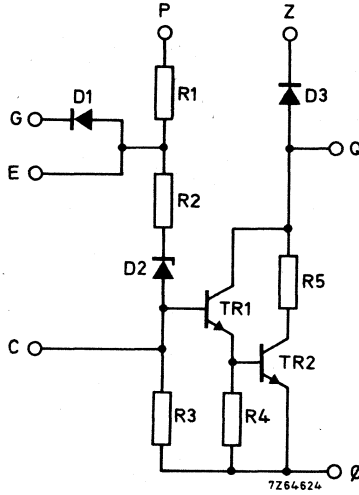 P Z
D1 R1 D3
G
E Q
R2
D2 R5
TR1
C TR2
R3 R4
Ø
7Z64624